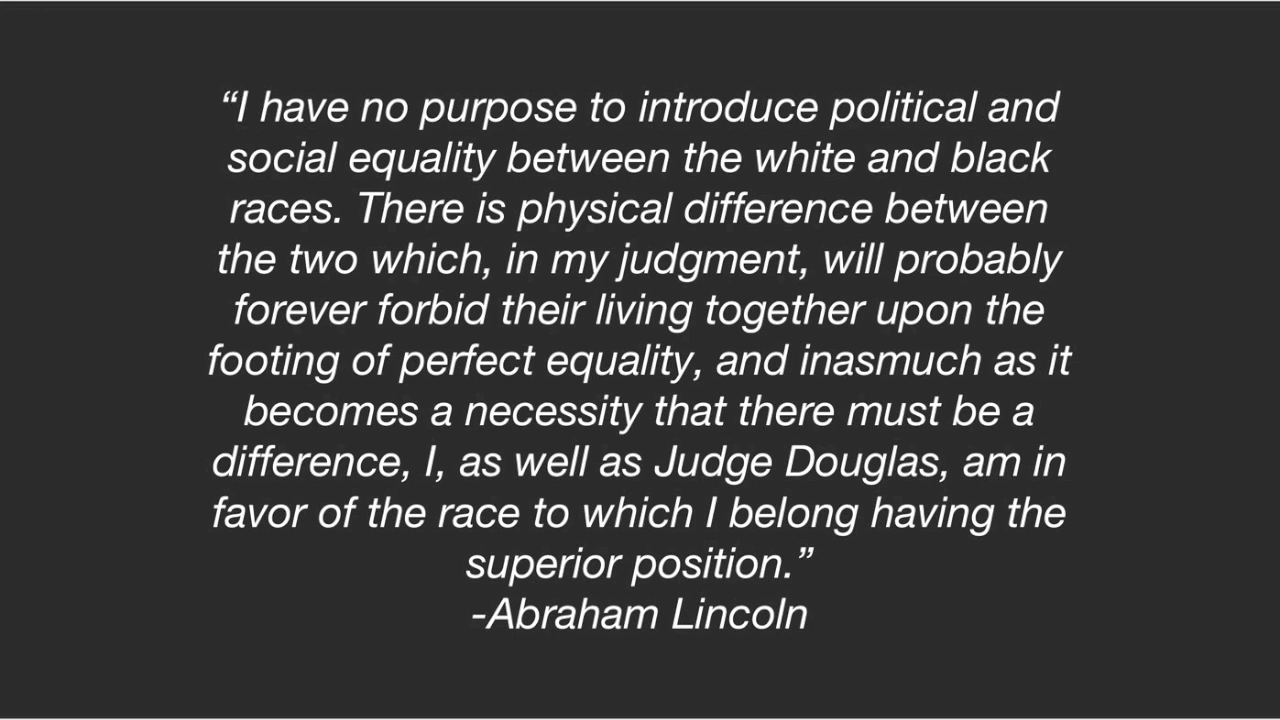 “I have no purpose to introduce political and
social equality between the white and black
races. There is physical difference between
the two which, in my judgment, will probably
forever forbid their living together upon the
footing of perfect equality, and inasmuch as it
becomes a necessity that there must be a
difference, I, as well as Judge Douglas, am in
favor of the race to which I belong having the
superior position.”
-Abraham Lincoln